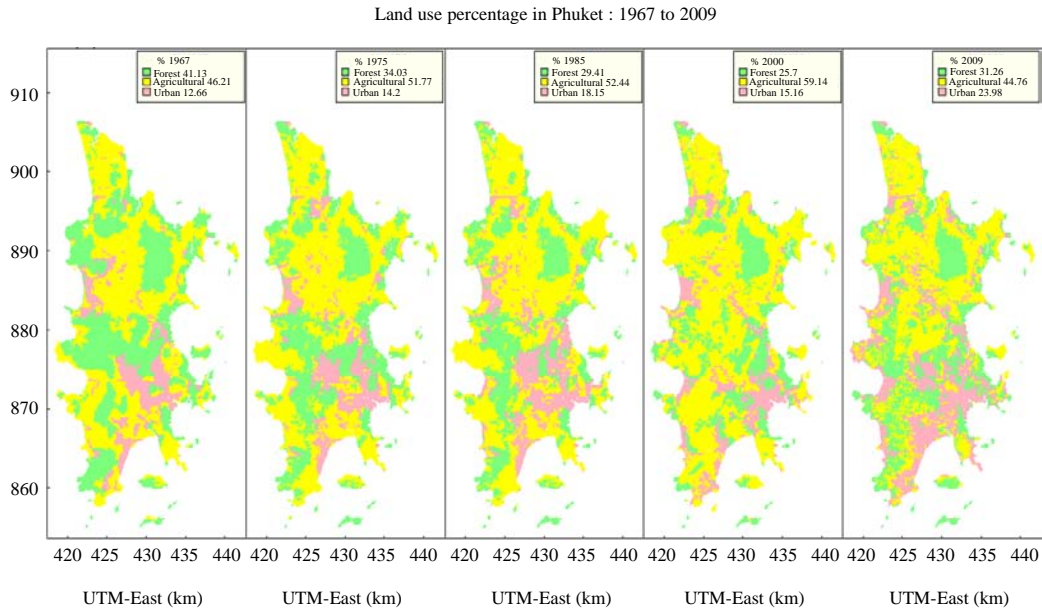 Land use percentage in Phuket : 1967 to 2009
% 1967
Forest 41.13
Agricultural 46.21
Urban 12.66
% 1975
Forest 34.03
Agricultural 51.77
Urban 14.2
% 1985
Forest 29.41
Agricultural 52.44
Urban 18.15
% 2000
Forest 25.7
Agricultural 59.14
Urban 15.16
% 2009
Forest 31.26
Agricultural 44.76
Urban 23.98
910
900
890
880
870
860
420 425 430 435 440
420 425 430 435 440
420 425 430 435 440
420 425 430 435 440
420 425 430 435 440
UTM-East (km)
UTM-East (km)
UTM-East (km)
UTM-East (km)
UTM-East (km)